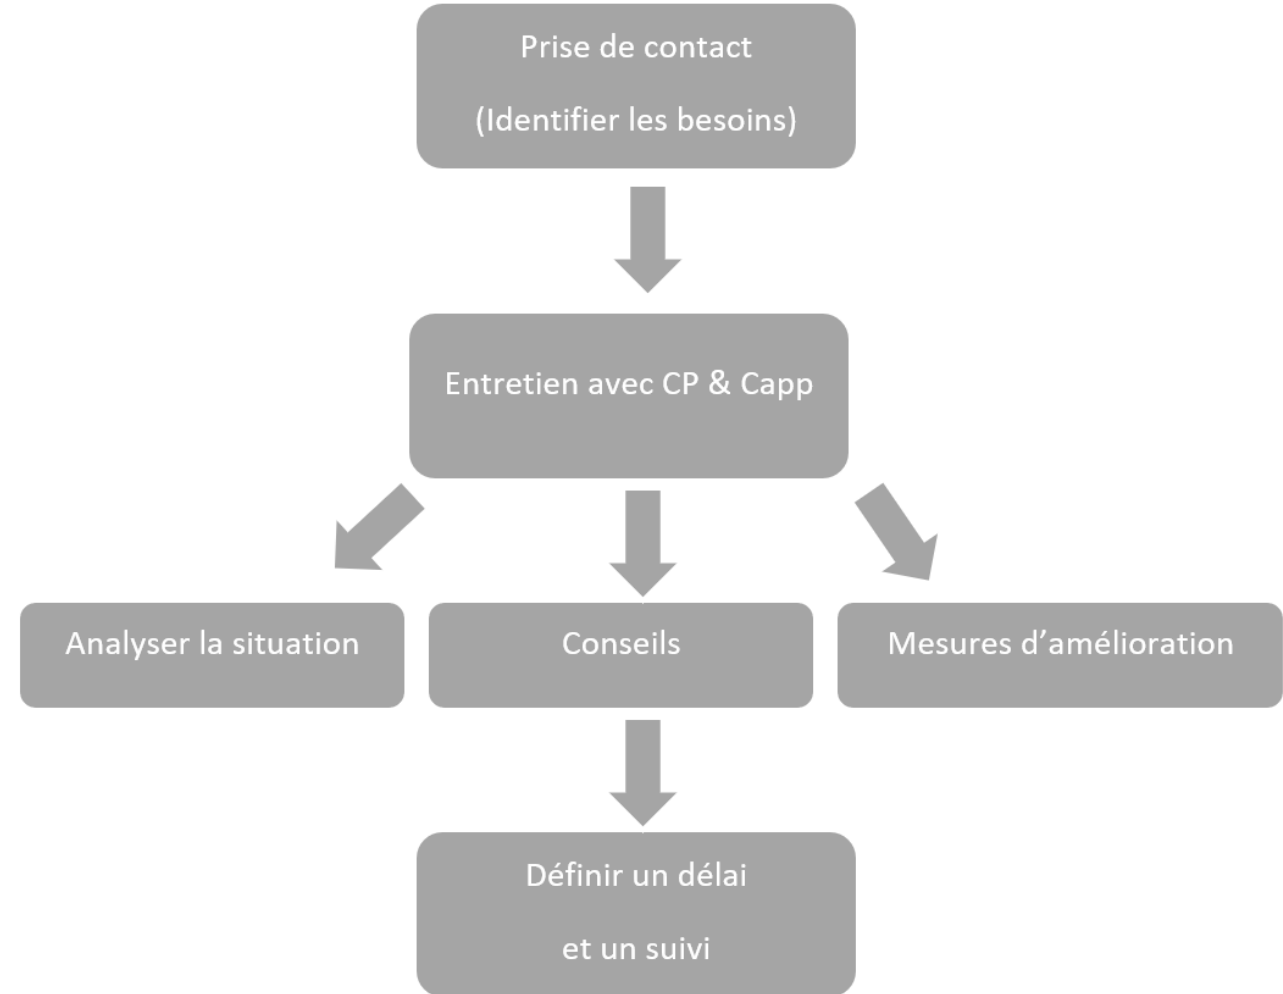 Prise de contact
(Identifier les besoins)
Entretien avec CP & Capp
Analyser la situation
Conseils
Mesures d’amélioration
Définir un délai
et un suivi